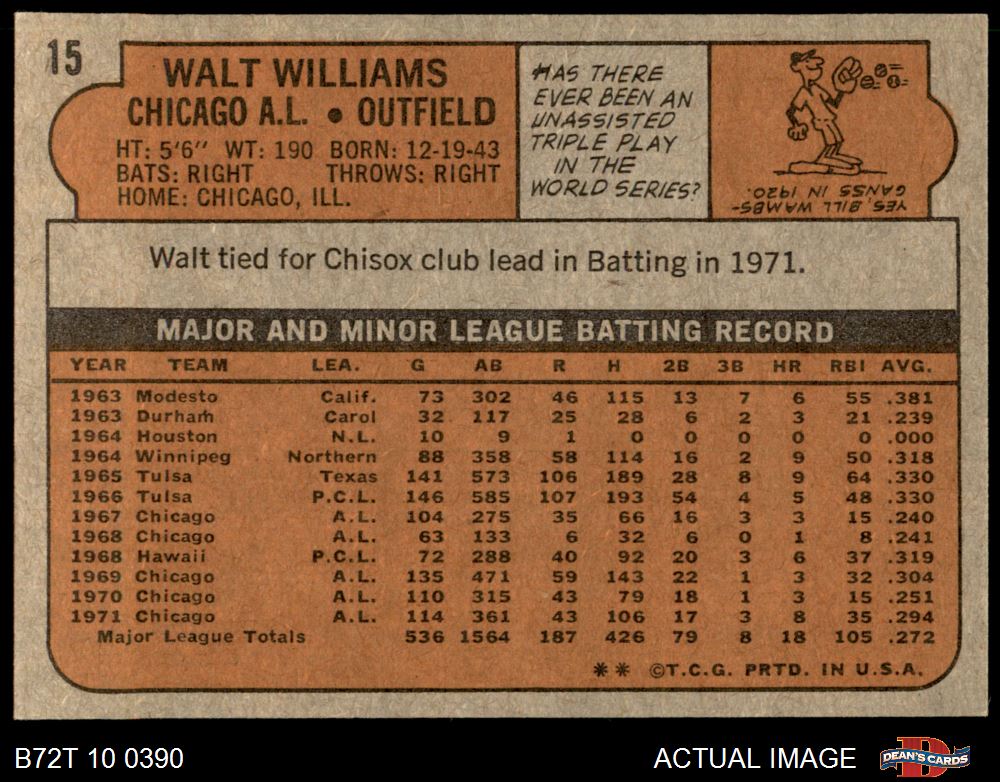 15
WALT WILLIAMS
CHICAGO A.L. • OUTFIELD
HT: 5'6" WT: 190 BORN: 12-19-43
BATS: RIGHT THROWS: RIGHT
HOME: CHICAGO, ILL.
HAS THERE
EVER BEEN AN
UNASSISTED
TRIPLE PLAY
IN THE
WORLD SERIES?
YES, BILL WAMBS-
GANSS IN 1920.
Walt tied for Chisox club lead in Batting in 1971.
MAJOR AND MINOR LEAGUE BATTING RECORD
YEAR TEAM LEA. G AB R H 2B 3B HR RBI AVG.
1963 Modesto Calif. 73 302 46 115 13 7 6 55 .381
1963 Durham Carol 32 117 25 28 6 2 3 21 .239
1964 Houston N.L. 10 9 1 0 0 0 0 0 .000
1964 Winnipeg Northern 88 358 58 114 16 2 9 50 .318
1965 Tulsa Texas 141 573 106 189 28 8 9 64 .330
1966 Tulsa P.C.L. 146 585 107 193 54 4 5 48 .330
1967 Chicago A.L. 104 275 35 66 16 3 3 15 .240
1968 Chicago A.L. 63 133 6 32 6 0 1 8 .241
1968 Hawaii P.C.L. 72 288 40 92 20 3 6 37 .319
1969 Chicago A.L. 135 471 59 143 22 1 3 32 .304
1970 Chicago A.L. 110 315 43 79 18 1 3 15 .251
1971 Chicago A.L. 114 361 43 106 17 3 8 35 .294
Major League Totals 536 1564 187 426 79 8 18 105 .272
** ©T.C.G. PRTD. IN U.S.A.
B72T 10 0390
ACTUAL IMAGE
DEAN'S CARDS